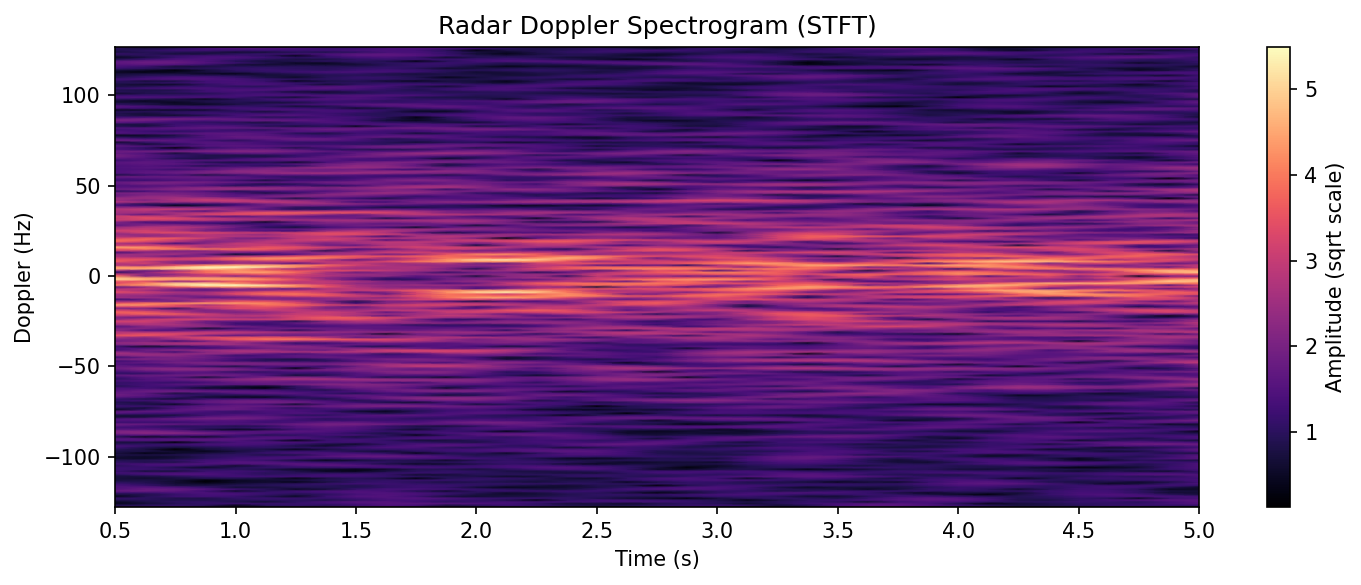 Radar Doppler Spectrogram (STFT)
100
50
0
−50
−100
Doppler (Hz)
0.5 1.0 1.5 2.0 2.5 3.0 3.5 4.0 4.5 5.0
Time (s)
5
4
3
2
1
Amplitude (sqrt scale)